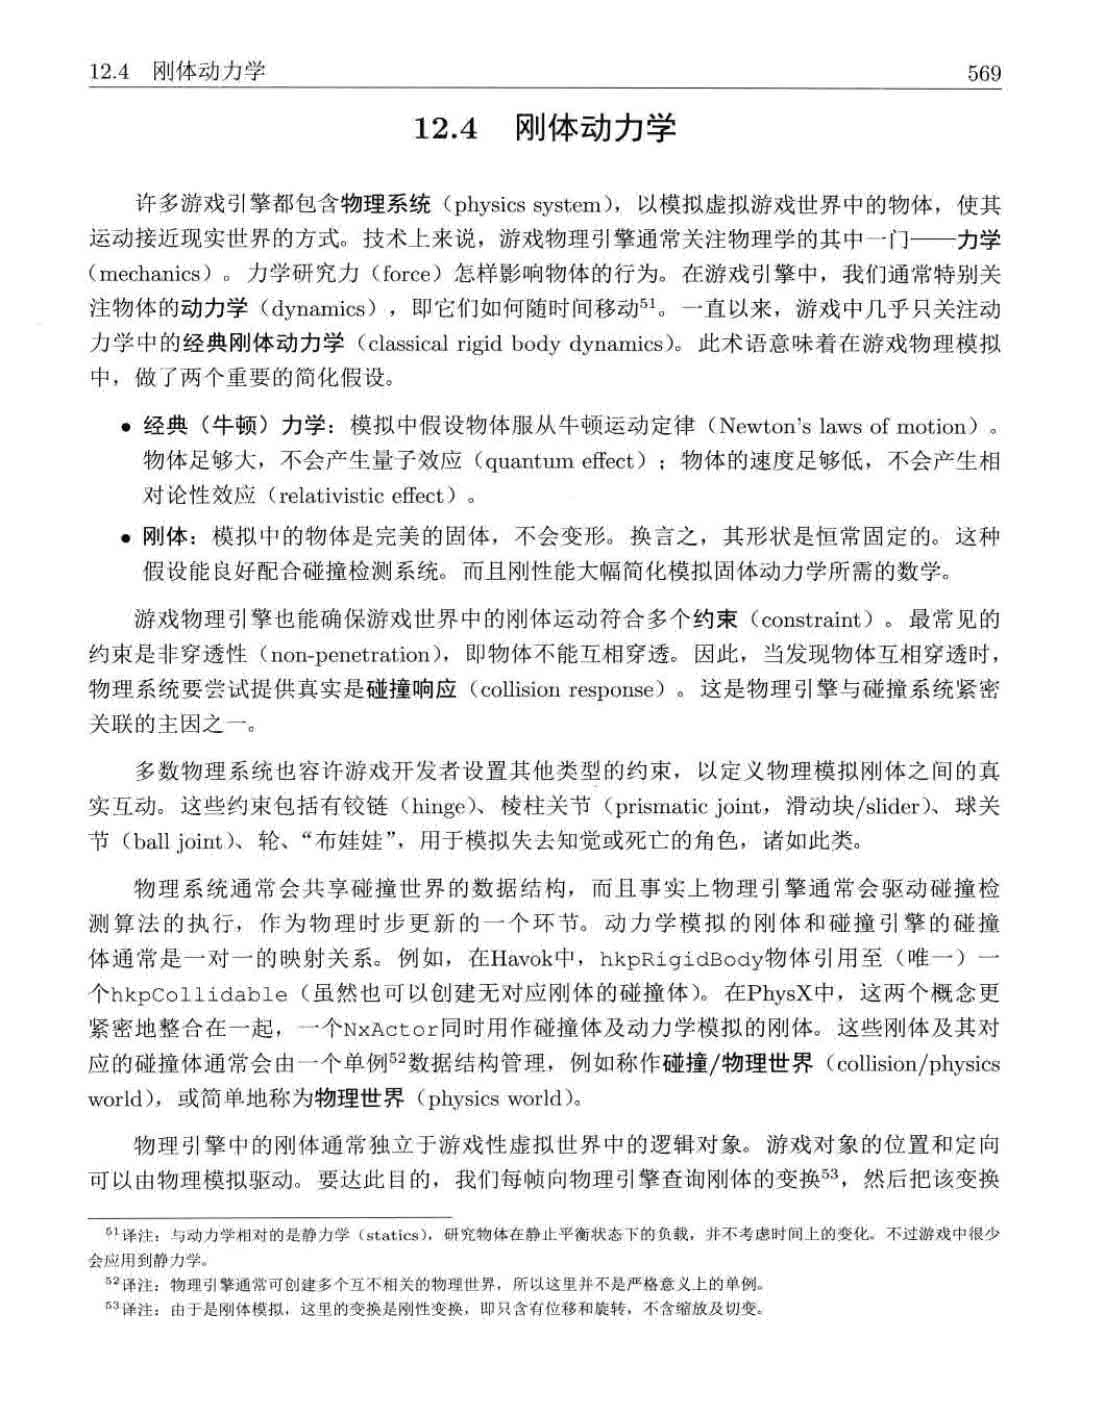 12.4 刚体动力学 569
12.4 刚体动力学
许多游戏引擎都包含物理系统（physics system），以模拟虚拟游戏世界中的物体，使其
运动接近现实世界的方式。技术上来说，游戏物理引擎通常关注物理学的其中一门——力学
（mechanics）。力学研究力（force）怎样影响物体的行为。在游戏引擎中，我们通常特别关
注物体的动力学（dynamics），即它们如何随时间移动51。一直以来，游戏中几乎只关注动
力学中的经典刚体动力学（classical rigid body dynamics）。此术语意味着在游戏物理模拟
中，做了两个重要的简化假设。
• 经典（牛顿）力学：模拟中假设物体服从牛顿运动定律（Newton's laws of motion）。
物体足够大，不会产生量子效应（quantum effect）；物体的速度足够低，不会产生相
对论性效应（relativistic effect）。
• 刚体：模拟中的物体是完美的固体，不会变形。换言之，其形状是恒常固定的。这种
假设能良好配合碰撞检测系统。而且刚性能大幅简化模拟固体动力学所需的数学。
游戏物理引擎也能确保游戏世界中的刚体运动符合多个约束（constraint）。最常见的
约束是非穿透性（non-penetration），即物体不能互相穿透。因此，当发现物体互相穿透时，
物理系统要尝试提供真实是碰撞响应（collision response）。这是物理引擎与碰撞系统紧密
关联的主因之一。
多数物理系统也容许游戏开发者设置其他类型的约束，以定义物理模拟刚体之间的真
实互动。这些约束包括有铰链（hinge）、棱柱关节（prismatic joint，滑动块/slider）、球关
节（ball joint）、轮、“布娃娃”，用于模拟失去知觉或死亡的角色，诸如此类。
物理系统通常会共享碰撞世界的数据结构，而且事实上物理引擎通常会驱动碰撞检
测算法的执行，作为物理时步更新的一个环节。动力学模拟的刚体和碰撞引擎的碰撞
体通常是一对一的映射关系。例如，在Havok中，hkpRigidBody物体引用至（唯一）一
个hkpCollidable（虽然也可以创建无对应刚体的碰撞体）。在PhysX中，这两个概念更
紧密地整合在一起，一个NxActor同时用作碰撞体及动力学模拟的刚体。这些刚体及其对
应的碰撞体通常会由一个单例52数据结构管理，例如称作碰撞/物理世界（collision/physics
world），或简单地称为物理世界（physics world）。
物理引擎中的刚体通常独立于游戏性虚拟世界中的逻辑对象。游戏对象的位置和定向
可以由物理模拟驱动。要达此目的，我们每帧向物理引擎查询刚体的变换53，然后把该变换
51译注：与动力学相对的是静力学（statics），研究物体在静止平衡状态下的负载，并不考虑时间上的变化。不过游戏中很少
会应用到静力学。
52译注：物理引擎通常可创建多个互不相关的物理世界，所以这里并不是严格意义上的单例。
53译注：由于是刚体模拟，这里的变换是刚性变换，即只含有位移和旋转，不含缩放及切变。